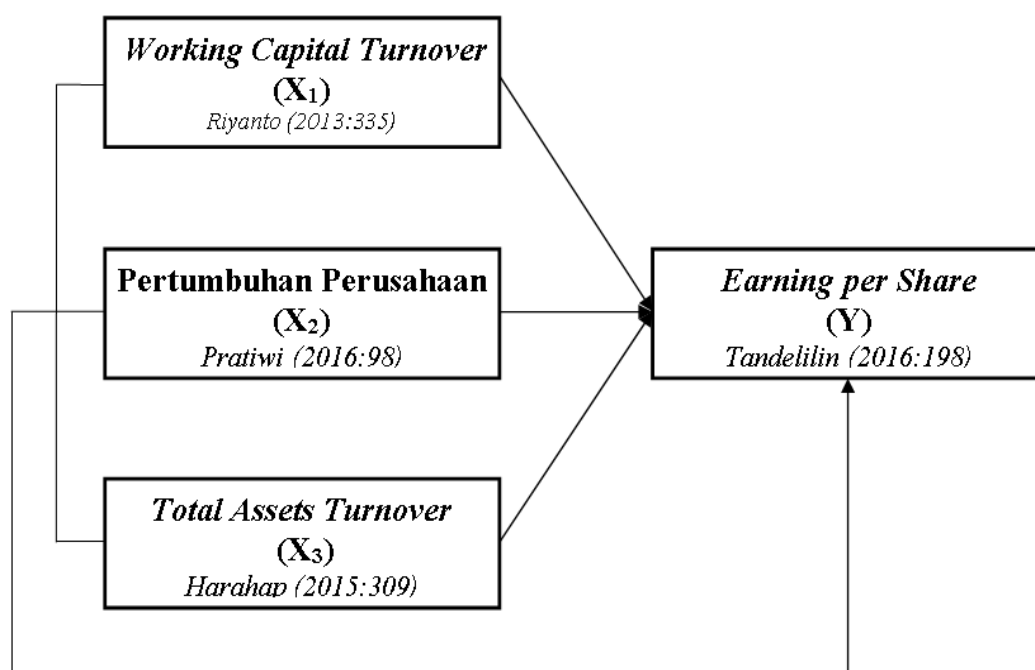 Working Capital Turnover
(X₁)
Riyanto (2013:335)
Pertumbuhan Perusahaan
(X₂)
Pratiwi (2016:98)
Earning per Share
(Y)
Tandelilin (2016:198)
Total Assets Turnover
(X₃)
Harahap (2015:309)